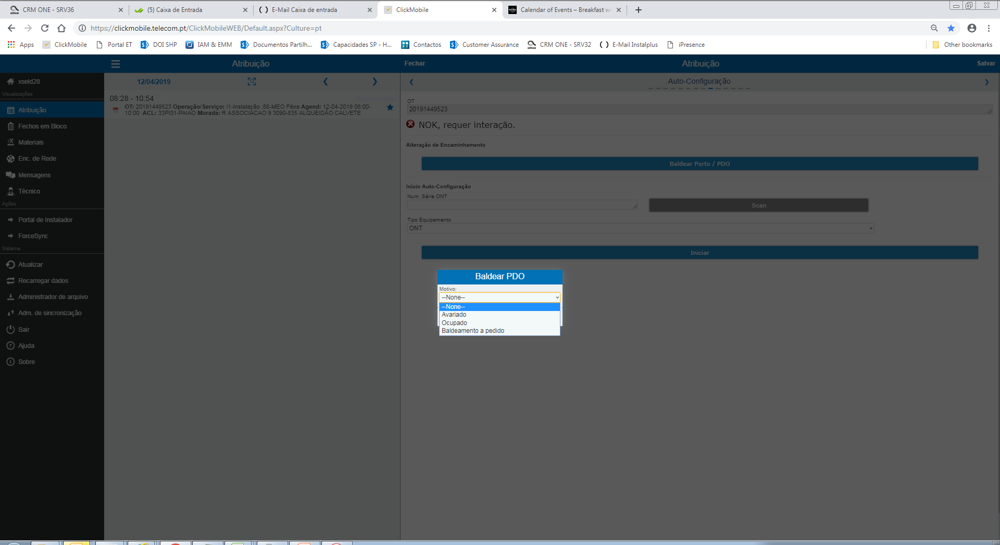 CRM ONE - SRV36
(5) Caixa de Entrada
E-Mail Caixa de entrada
ClickMobile
Calendar of Events – Breakfast w
https://clickmobile.telecom.pt/ClickMobileWEB/Default.aspx?Culture=pt
Apps
ClickMobile
Portal ET
DOI SHP
IAM & EMM
Documentos Partilh...
Capacidades SP - H...
Contactos
Customer Assurance
CRM ONE - SRV32
E-Mail Instalplus
iPresence
Other bookmarks
Atribuição
Fechar
Atribuição
Salvar
xseld28
Visualizações
Atribuição
Fechos em Bloco
Materiais
Enc. de Rede
Mensagens
Técnico
Ações
Portal de Instalador
ForceSync
Sistema
Atualizar
Recarregar dados
Administrador de arquivo
Adm. de sincronização
Sair
Ajuda
Sobre
12/04/2019
08:28 - 10:54
OT: 20191449523 Operação/Serviço: I1-Instalação ,88-MEO Fibra Agend: 12-04-2019 08:00-
10:00 ACL: 33PI01-PAIAO Morada: R ASSOCIACAO 9 3090-835 ALQUEIDÃO CALVETE
Auto-Configuração
OT
20191449523
NOK, requer interação.
Alteração de Encaminhamento
Baldear Porto / PDO
Início Auto-Configuração
Num. Série ONT
Scan
Tipo Equipamento
ONT
Iniciar
Baldear PDO
Motivo:
--None--
--None--
Avariado
Ocupado
Baldeamento a pedido